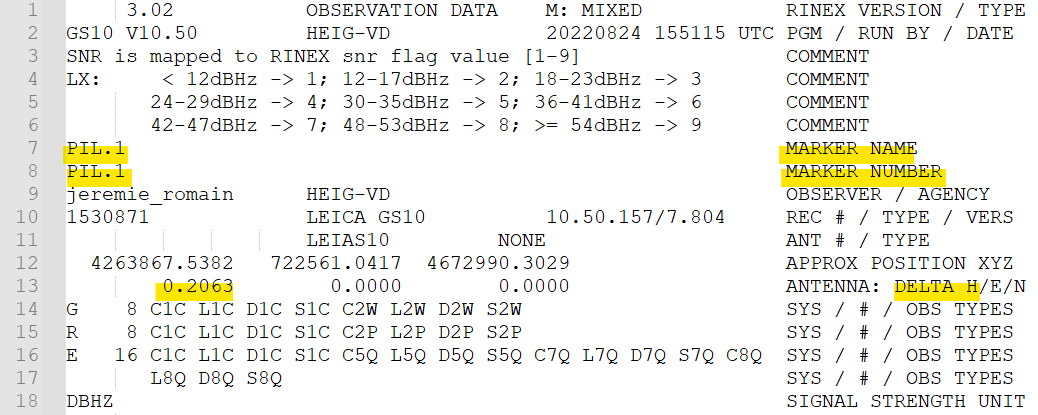 1 3.02 OBSERVATION DATA M: MIXED RINEX VERSION / TYPE
2 GS10 V10.50 HEIG-VD 20220824 155115 UTC PGM / RUN BY / DATE
3 SNR is mapped to RINEX snr flag value [1-9] COMMENT
4 LX: < 12dBHz -> 1; 12-17dBHz -> 2; 18-23dBHz -> 3 COMMENT
5 24-29dBHz -> 4; 30-35dBHz -> 5; 36-41dBHz -> 6 COMMENT
6 42-47dBHz -> 7; 48-53dBHz -> 8; >= 54dBHz -> 9 COMMENT
7 PIL.1 MARKER NAME
8 PIL.1 MARKER NUMBER
9 jeremie_romain HEIG-VD OBSERVER / AGENCY
10 1530871 LEICA GS10 10.50.157/7.804 REC # / TYPE / VERS
11 LEIAS10 NONE ANT # / TYPE
12 4263867.5382 722561.0417 4672990.3029 APPROX POSITION XYZ
13 0.2063 0.0000 0.0000 ANTENNA: DELTA H/E/N
14 G 8 C1C L1C D1C S1C C2W L2W D2W S2W SYS / # / OBS TYPES
15 R 8 C1C L1C D1C S1C C2P L2P D2P S2P SYS / # / OBS TYPES
16 E 16 C1C L1C D1C S1C C5Q L5Q D5Q S5Q C7Q L7Q D7Q S7Q C8Q SYS / # / OBS TYPES
17 L8Q D8Q S8Q SYS / # / OBS TYPES
18 DBHZ SIGNAL STRENGTH UNIT